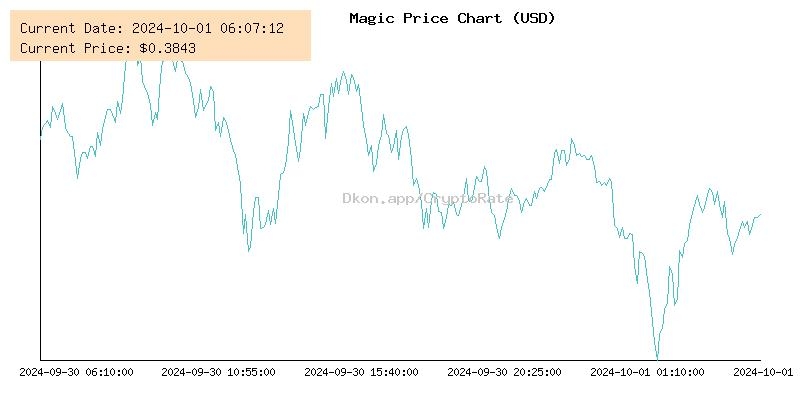 Magic Price Chart (USD)
Current Date: 2024-10-01 06:07:12
Current Price: $0.3843
Dkon.app/CryptoRate
2024-09-30 06:10:00
2024-09-30 10:55:00
2024-09-30 15:40:00
2024-09-30 20:25:00
2024-10-01 01:10:00
2024-10-01